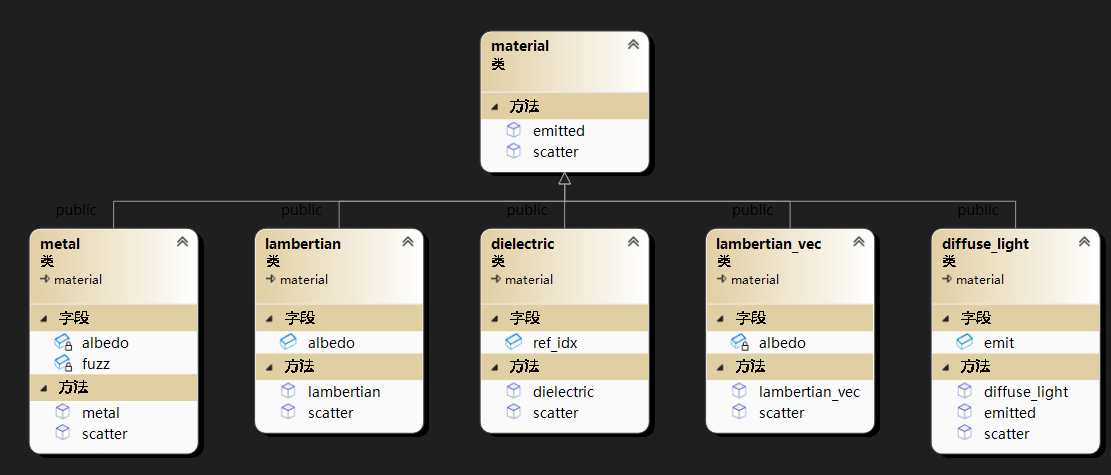 material
类
方法
emitted
scatter
public
public
public
public
public
metal
类
material
字段
albedo
fuzz
方法
metal
scatter
lambertian
类
material
字段
albedo
方法
lambertian
scatter
dielectric
类
material
字段
ref_idx
方法
dielectric
scatter
lambertian_vec
类
material
字段
albedo
方法
lambertian_vec
scatter
diffuse_light
类
material
字段
emit
方法
diffuse_light
emitted
scatter